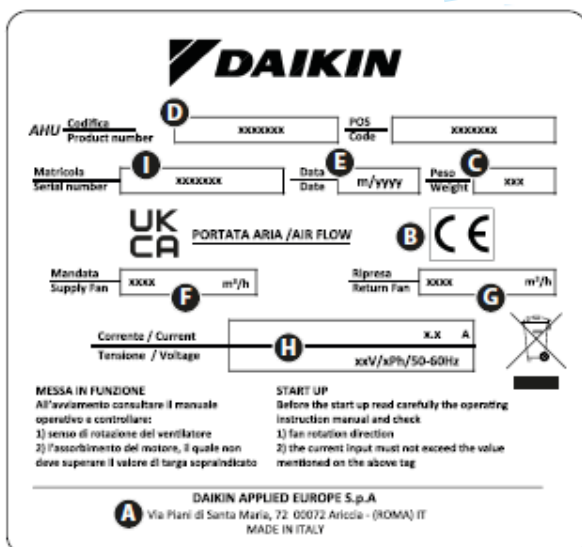 DAIKIN
D
AHU Codifica xxxxxxx POS xxxxxxx
Product number Code
I E C
Matricola xxxxxxx Data m/yyyy Peso xxx
Serial number Date Weight
UK
CA PORTATA ARIA /AIR FLOW B CE
Mandata xxxx m³/h Ripresa xxxx m³/h
Supply Fan Return Fan
F G
Corrente / Current x.x A
H
Tensione / Voltage xxV/xPh/50-60Hz
MESSA IN FUNZIONE
All'avviamento consultare il manuale
operativo e controllare:
1) senso di rotazione del ventilatore
2) l'assorbimento del motore, il quale non
deve superare il valore di targa sopraindicato
START UP
Before the start up read carefully the operating
instruction manual and check
1) fan rotation direction
2) the current input must not exceed the value
mentioned on the above tag
DAIKIN APPLIED EUROPE S.p.A
A Via Piani di Santa Maria, 72 00072 Ariccia - (ROMA) IT
MADE IN ITALY